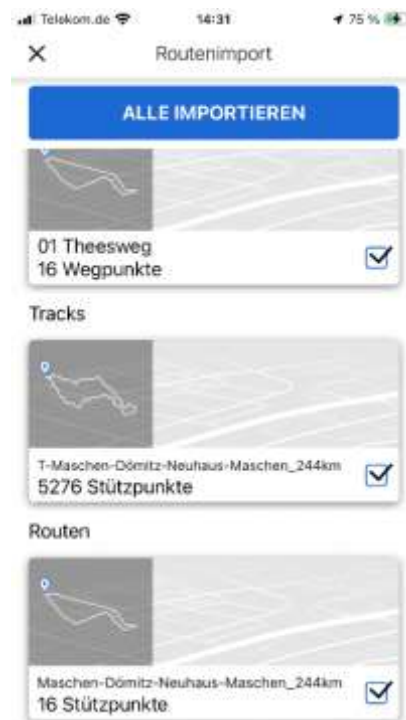 Telekom.de 14:31 75 %
Routenimport
ALLE IMPORTIEREN
01 Theesweg
16 Wegpunkte
Tracks
T-Maschen-Dömitz-Neuhaus-Maschen_244km
5276 Stützpunkte
Routen
Maschen-Dömitz-Neuhaus-Maschen_244km
16 Stützpunkte